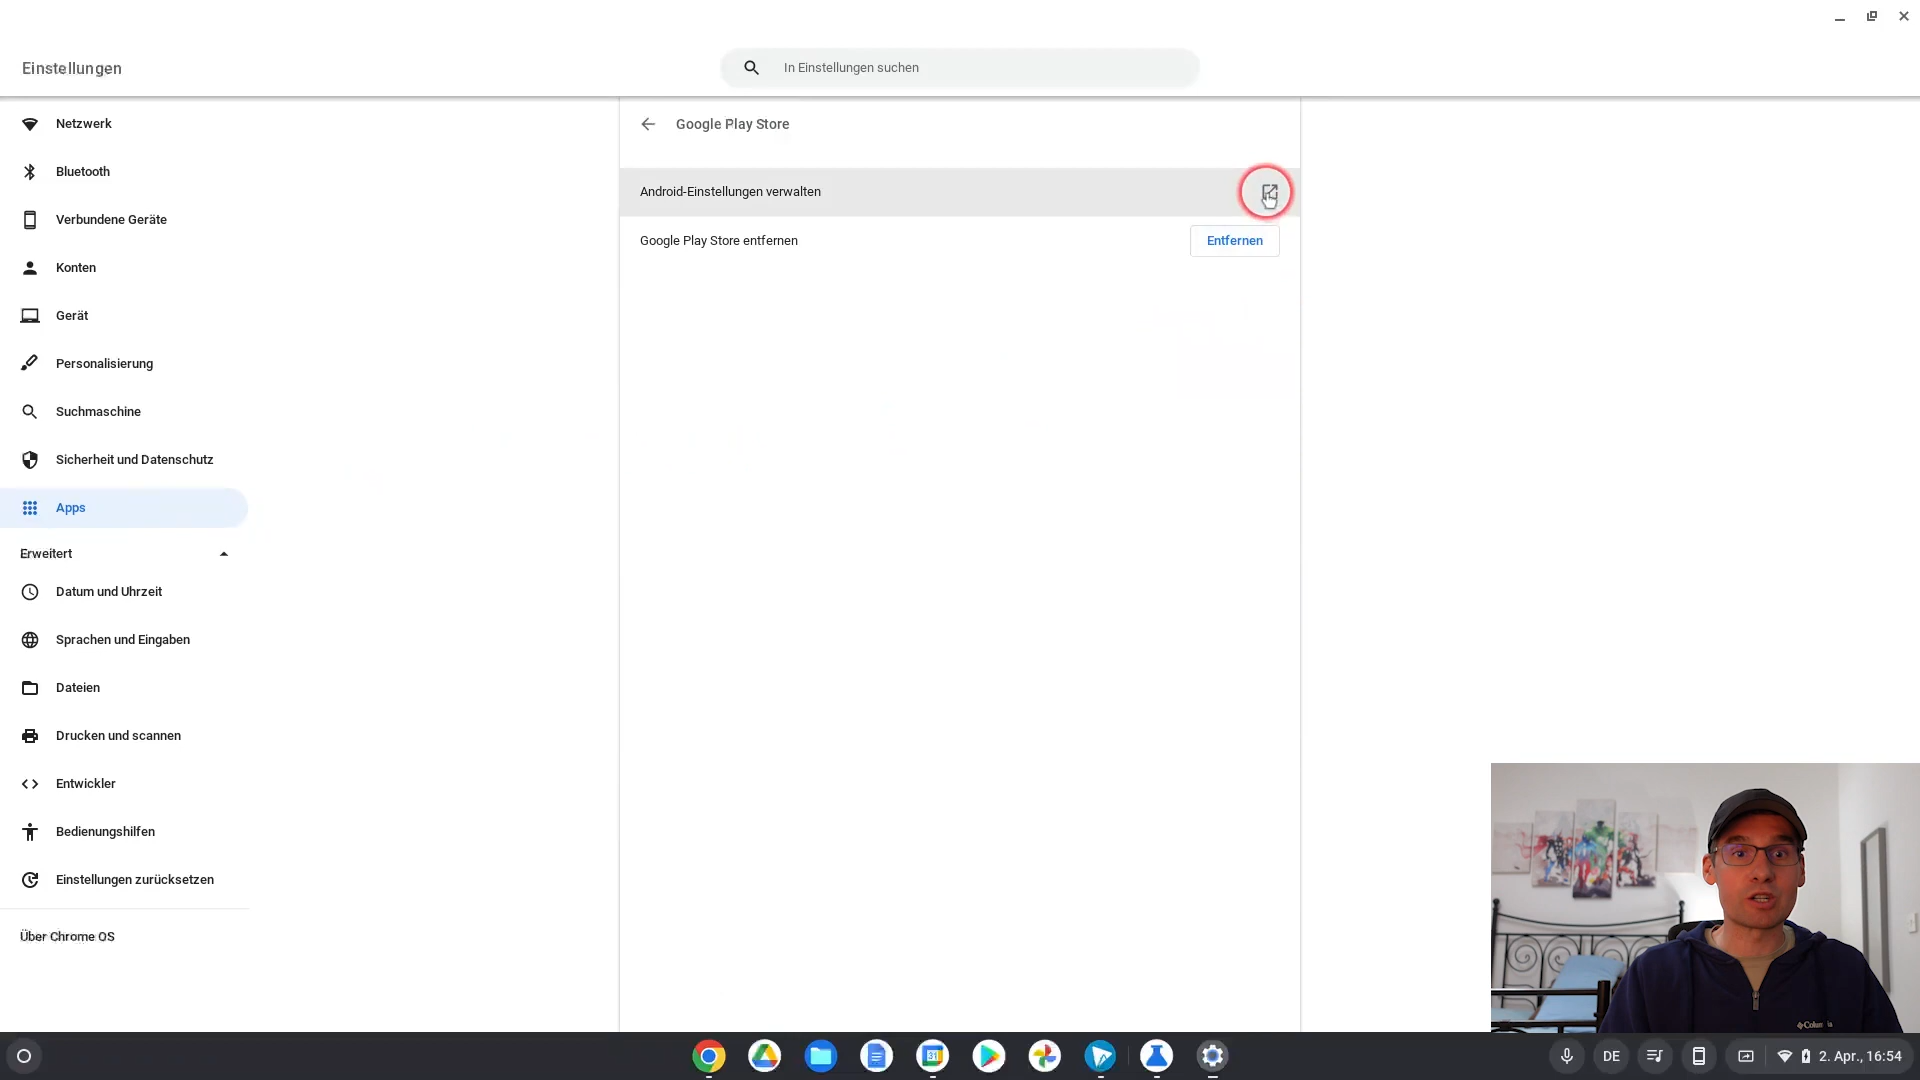 Einstellungen
In Einstellungen suchen
Netzwerk
Bluetooth
Verbundene Geräte
Konten
Gerät
Personalisierung
Suchmaschine
Sicherheit und Datenschutz
Apps
Erweitert
Datum und Uhrzeit
Sprachen und Eingaben
Dateien
Drucken und scannen
Entwickler
Bedienungshilfen
Einstellungen zurücksetzen
Über Chrome OS
Google Play Store
Android-Einstellungen verwalten
Google Play Store entfernen
Entfernen
31
DE
2. Apr., 16:54